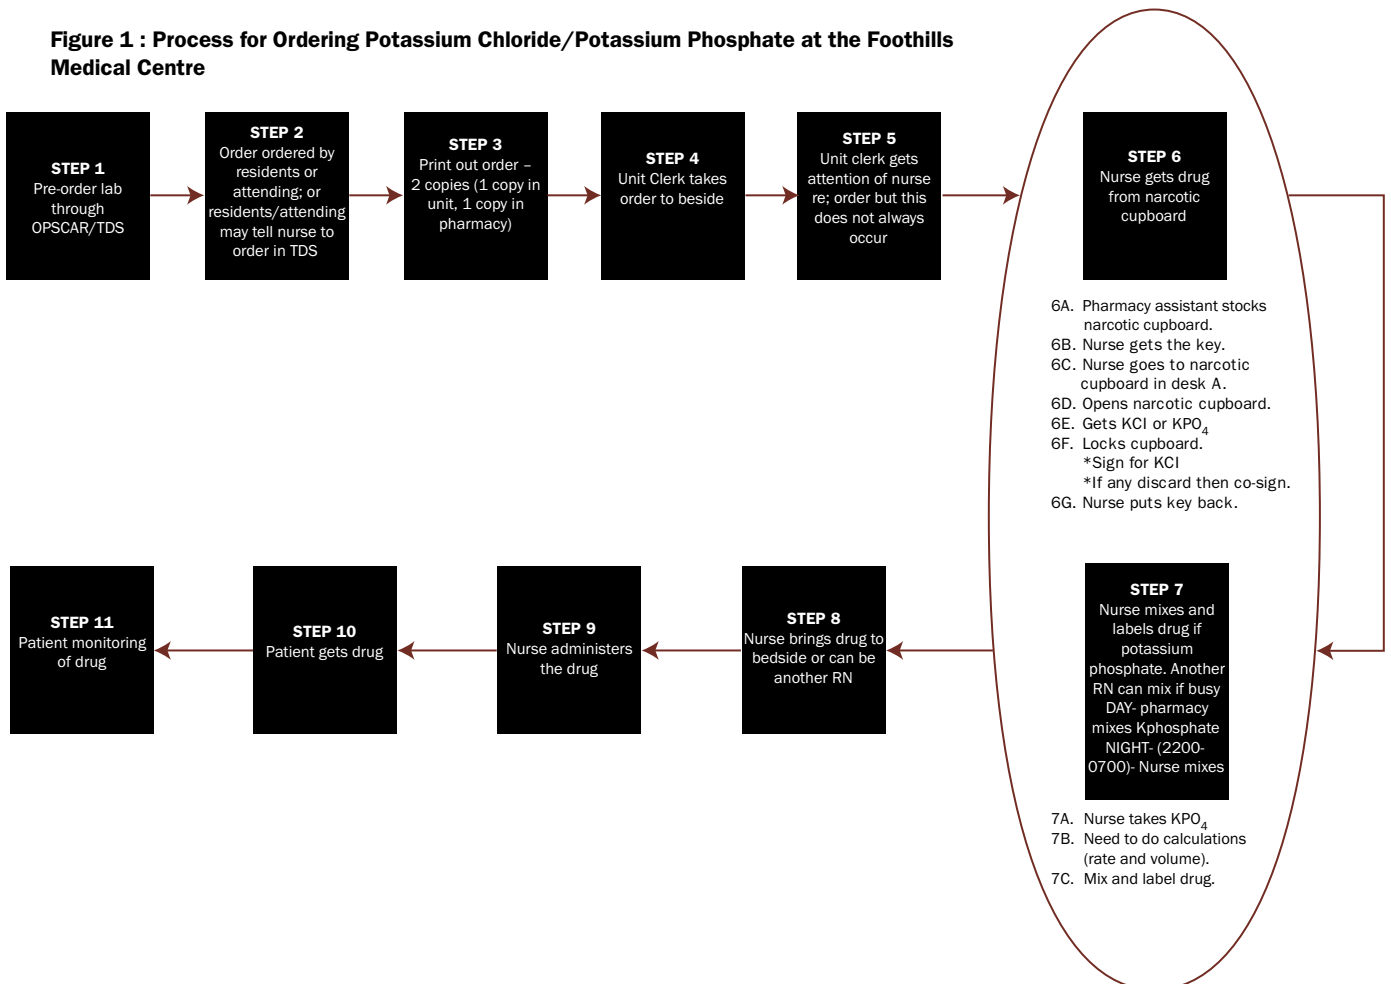 Figure 1 : Process for Ordering Potassium Chloride/Potassium Phosphate at the Foothills
Medical Centre
STEP 1
Pre-order lab
through
OPSCAR/TDS
STEP 2
Order ordered by
residents or
attending; or
residents/attending
may tell nurse to
order in TDS
STEP 3
Print out order –
2 copies (1 copy in
unit, 1 copy in
pharmacy)
STEP 4
Unit Clerk takes
order to beside
STEP 5
Unit clerk gets
attention of nurse
re; order but this
does not always
occur
STEP 6
Nurse gets drug
from narcotic
cupboard
6A. Pharmacy assistant stocks
narcotic cupboard.
6B. Nurse gets the key.
6C. Nurse goes to narcotic
cupboard in desk A.
6D. Opens narcotic cupboard.
6E. Gets KCI or KPO4
6F. Locks cupboard.
*Sign for KCI
*If any discard then co-sign.
6G. Nurse puts key back.
STEP 7
Nurse mixes and
labels drug if
potassium
phosphate. Another
RN can mix if busy
DAY- pharmacy
mixes Kphosphate
NIGHT- (2200-
0700)- Nurse mixes
7A. Nurse takes KPO4
7B. Need to do calculations
(rate and volume).
7C. Mix and label drug.
STEP 8
Nurse brings drug to
bedside or can be
another RN
STEP 9
Nurse administers
the drug
STEP 10
Patient gets drug
STEP 11
Patient monitoring
of drug